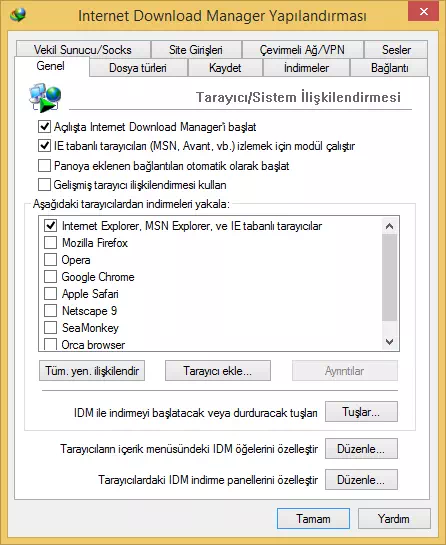 Internet Download Manager Yapılandırması
Vekil Sunucu/Socks
Site Girişleri
Çevirmeli Ağ/VPN
Sesler
Genel
Dosya türleri
Kaydet
İndirmeler
Bağlantı
Tarayıcı/Sistem İlişkilendirmesi
Açılışta Internet Download Manager'i başlat
IE tabanlı tarayıcıları (MSN, Avant, vb.) izlemek için modül çalıştır
Panoya eklenen bağlantıları otomatik olarak başlat
Gelişmiş tarayıcı ilişkilendirmesi kullan
Aşağıdaki tarayıcılardan indirmeleri yakala:
Internet Explorer, MSN Explorer, ve IE tabanlı tarayıcılar
Mozilla Firefox
Opera
Google Chrome
Apple Safari
Netscape 9
SeaMonkey
Orca browser
Tüm. yen. ilişkilendir
Tarayıcı ekle...
Ayrıntılar
IDM ile indirmeyi başlatacak veya durduracak tuşları
Tuşlar...
Tarayıcıların içerik menüsündeki IDM öğelerini özelleştir
Düzenle...
Tarayıcılardaki IDM indirme panellerini özelleştir
Düzenle...
Tamam
Yardım